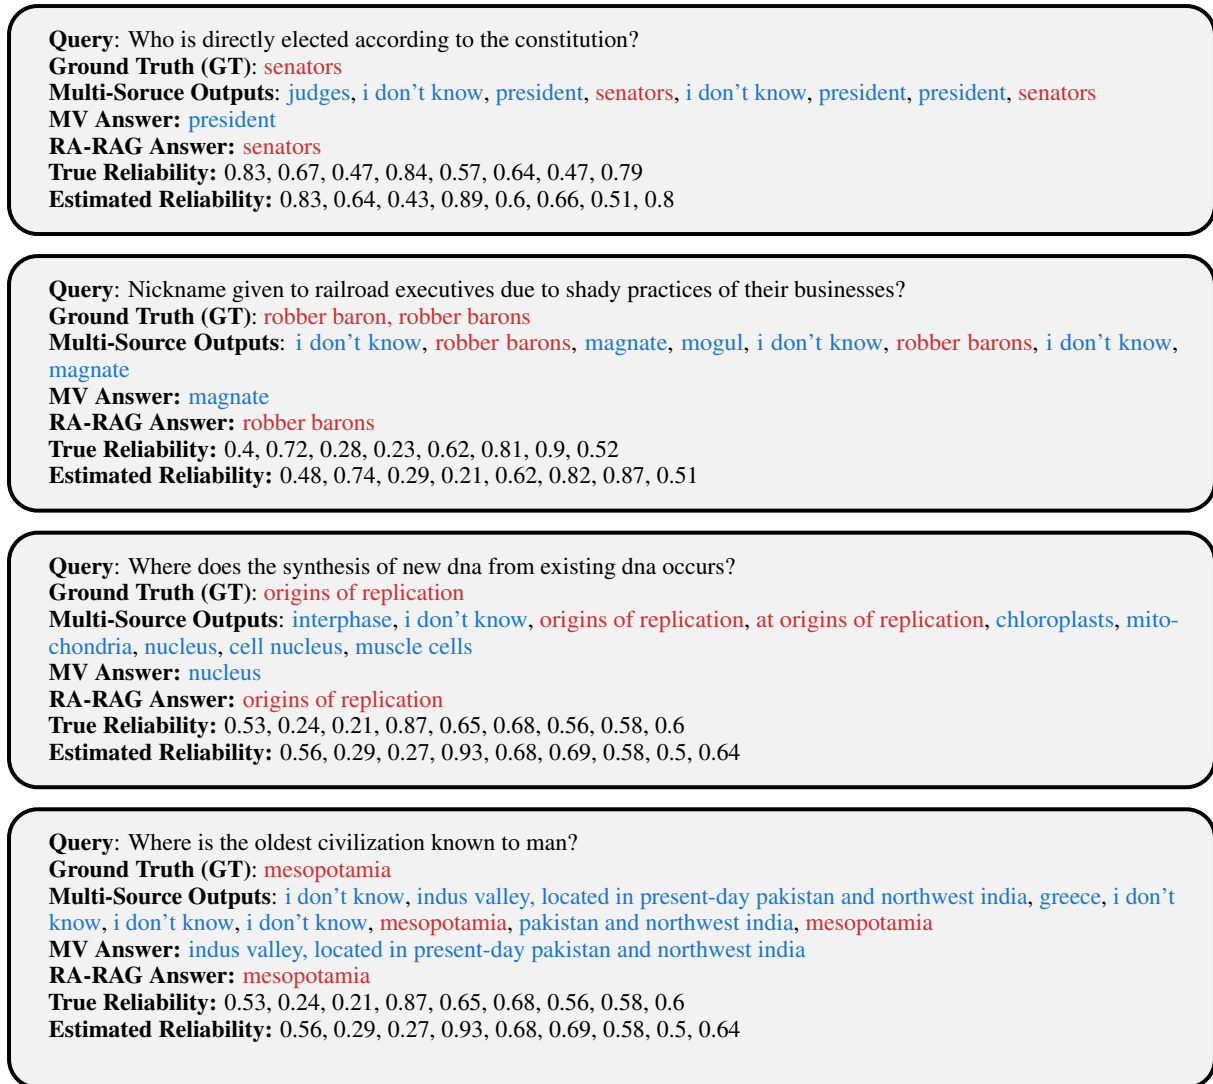 Query: Who is directly elected according to the constitution?
Ground Truth (GT): senators
Multi-Soruce Outputs: judges, i don't know, president, senators, i don't know, president, president, senators
MV Answer: president
RA-RAG Answer: senators
True Reliability: 0.83, 0.67, 0.47, 0.84, 0.57, 0.64, 0.47, 0.79
Estimated Reliability: 0.83, 0.64, 0.43, 0.89, 0.6, 0.66, 0.51, 0.8
Query: Nickname given to railroad executives due to shady practices of their businesses?
Ground Truth (GT): robber baron, robber barons
Multi-Source Outputs: i don't know, robber barons, magnate, mogul, i don't know, robber barons, i don't know,
magnate
MV Answer: magnate
RA-RAG Answer: robber barons
True Reliability: 0.4, 0.72, 0.28, 0.23, 0.62, 0.81, 0.9, 0.52
Estimated Reliability: 0.48, 0.74, 0.29, 0.21, 0.62, 0.82, 0.87, 0.51
Query: Where does the synthesis of new dna from existing dna occurs?
Ground Truth (GT): origins of replication
Multi-Source Outputs: interphase, i don't know, origins of replication, at origins of replication, chloroplasts, mito-
chondria, nucleus, cell nucleus, muscle cells
MV Answer: nucleus
RA-RAG Answer: origins of replication
True Reliability: 0.53, 0.24, 0.21, 0.87, 0.65, 0.68, 0.56, 0.58, 0.6
Estimated Reliability: 0.56, 0.29, 0.27, 0.93, 0.68, 0.69, 0.58, 0.5, 0.64
Query: Where is the oldest civilization known to man?
Ground Truth (GT): mesopotamia
Multi-Source Outputs: i don't know, indus valley, located in present-day pakistan and northwest india, greece, i don't
know, i don't know, i don't know, mesopotamia, pakistan and northwest india, mesopotamia
MV Answer: indus valley, located in present-day pakistan and northwest india
RA-RAG Answer: mesopotamia
True Reliability: 0.53, 0.24, 0.21, 0.87, 0.65, 0.68, 0.56, 0.58, 0.6
Estimated Reliability: 0.56, 0.29, 0.27, 0.93, 0.68, 0.69, 0.58, 0.5, 0.64